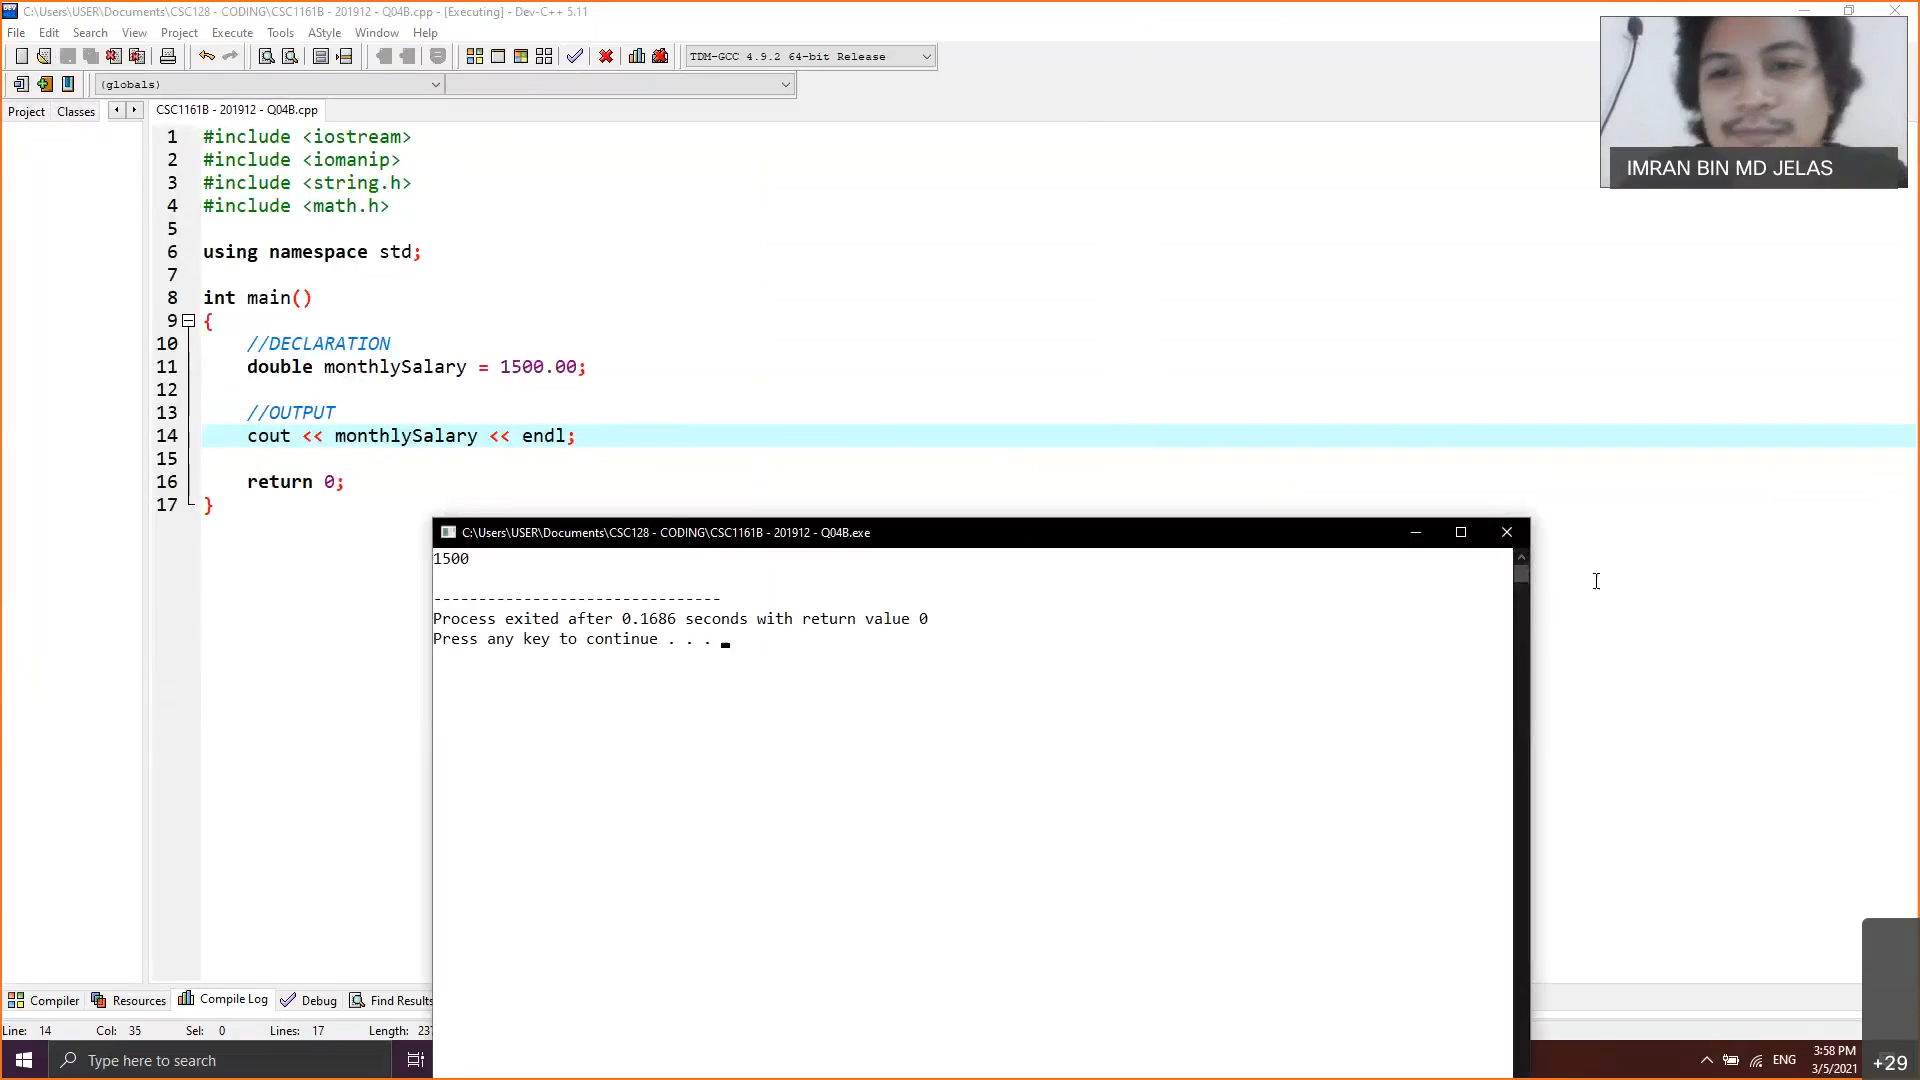 C:\Users\USER\Documents\CSC128 - CODING\CSC1161B - 201912 - Q04B.cpp - [Executing] - Dev-C++ 5.11
File Edit Search View Project Execute Tools AStyle Window Help
TDM-GCC 4.9.2 64-bit Release
(globals)
Project Classes CSC1161B - 201912 - Q04B.cpp
IMRAN BIN MD JELAS
1 #include <iostream>
2 #include <iomanip>
3 #include <string.h>
4 #include <math.h>
5
6 using namespace std;
7
8 int main()
9 {
10 //DECLARATION
11 double monthlySalary = 1500.00;
12
13 //OUTPUT
14 cout << monthlySalary << endl;
15
16 return 0;
17 }
C:\Users\USER\Documents\CSC128 - CODING\CSC1161B - 201912 - Q04B.exe
1500
--------------------------------
Process exited after 0.1686 seconds with return value 0
Press any key to continue . . .
Compiler Resources Compile Log Debug Find Results
Line: 14 Col: 35 Sel: 0 Lines: 17 Length: 237
Type here to search
ENG
3:58 PM
3/5/2021
+29